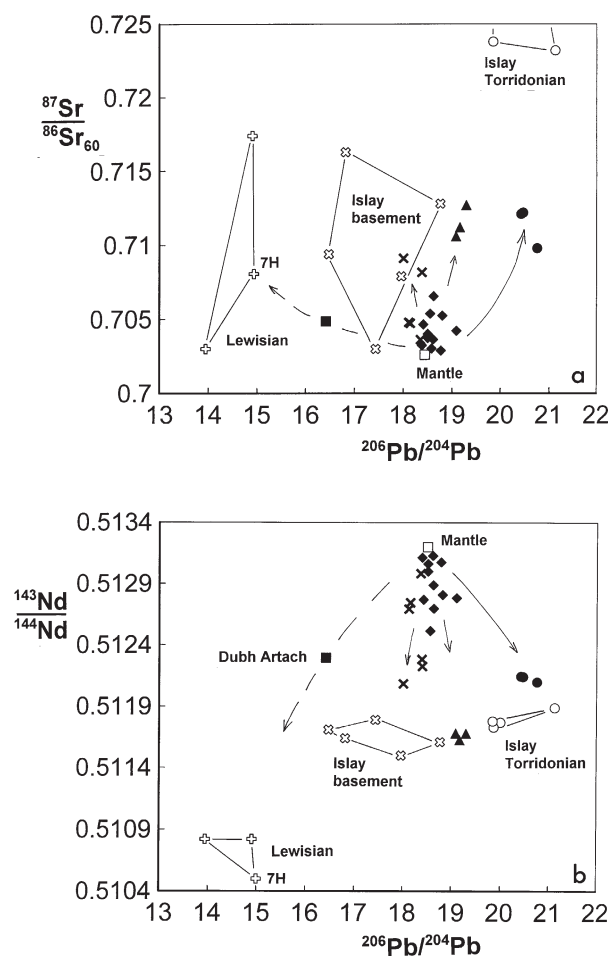 0.725
0.72
0.715
0.71
0.705
0.7
87Sr
86Sr60
Islay
Torridonian
Islay
basement
7H
Lewisian
Mantle
a
13 14 15 16 17 18 19 20 21 22
206Pb/204Pb
0.5134
0.5129
0.5124
0.5119
0.5114
0.5109
0.5104
143Nd
144Nd
Mantle
Dubh Artach
Islay
basement
Islay
Torridonian
Lewisian
7H
b
13 14 15 16 17 18 19 20 21 22
206Pb/204Pb